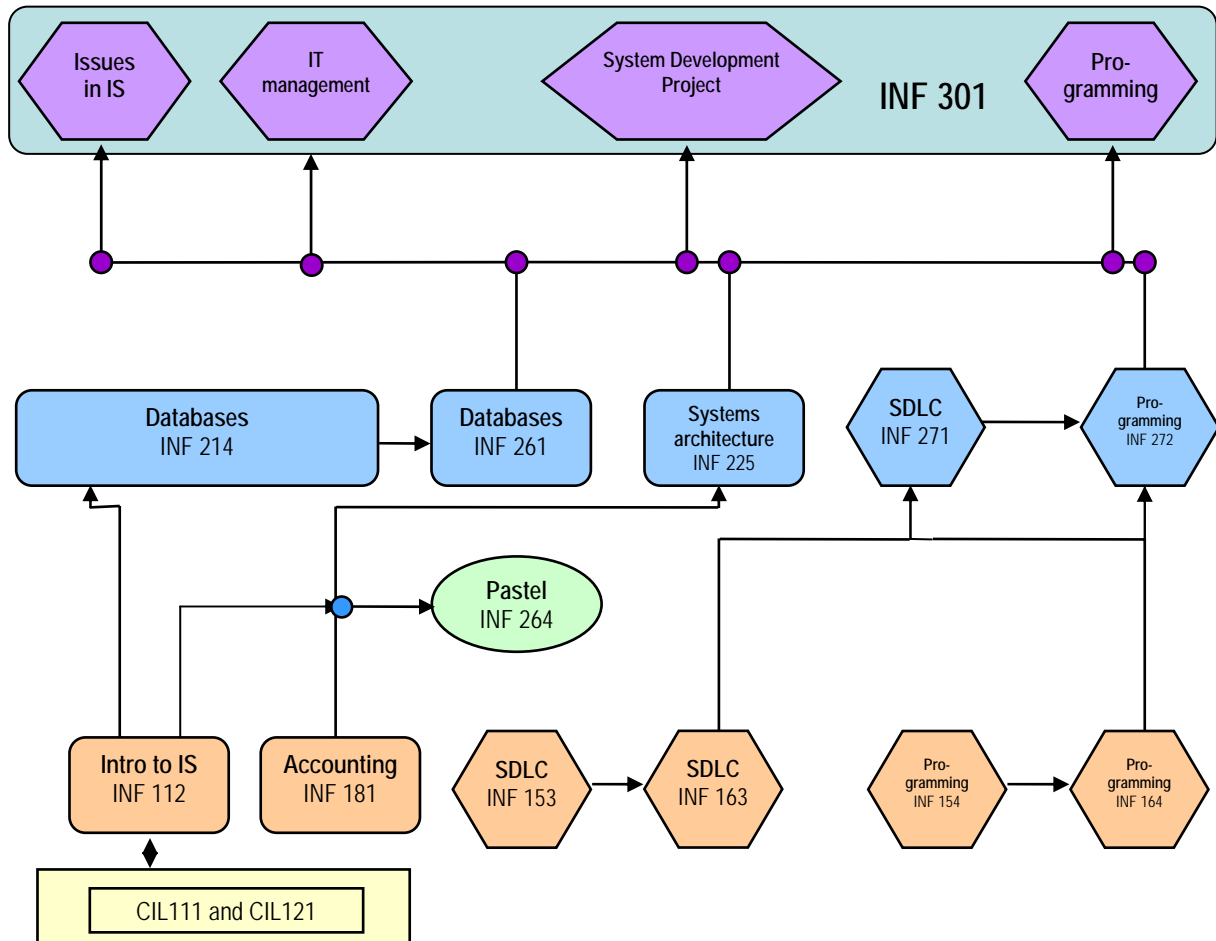 Issues
in IS
IT
management
System Development
Project
INF 301
Pro-
gramming
Databases
INF 214
Databases
INF 261
Systems
architecture
INF 225
SDLC
INF 271
Pro-
gramming
INF 272
Pastel
INF 264
Intro to IS
INF 112
Accounting
INF 181
SDLC
INF 153
SDLC
INF 163
Pro-
gramming
INF 154
Pro-
gramming
INF 164
CIL111 and CIL121